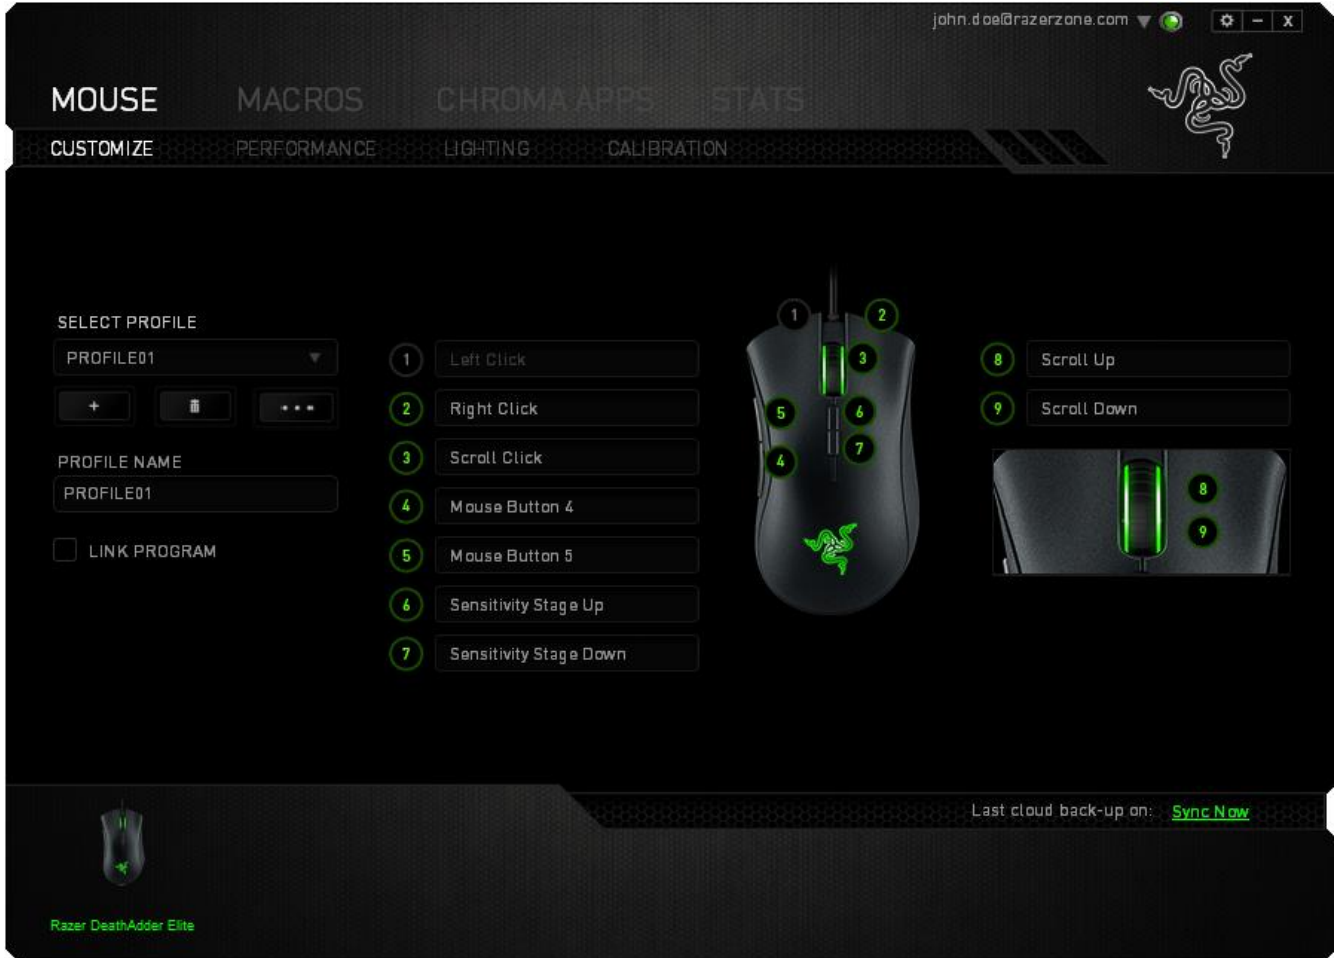 john.doe@razerzone.com
X
MOUSE MACROS CHROMA APPS STATS
CUSTOMIZE PERFORMANCE LIGHTING CALIBRATION
SELECT PROFILE
PROFILE01
+
PROFILE NAME
PROFILE01
LINK PROGRAM
1 Left Click
2 Right Click
3 Scroll Click
4 Mouse Button 4
5 Mouse Button 5
6 Sensitivity Stage Up
7 Sensitivity Stage Down
1 2
3
5 6
4 7
8 Scroll Up
9 Scroll Down
8
9
Last cloud back-up on: Sync Now
Razer DeathAdder Elite